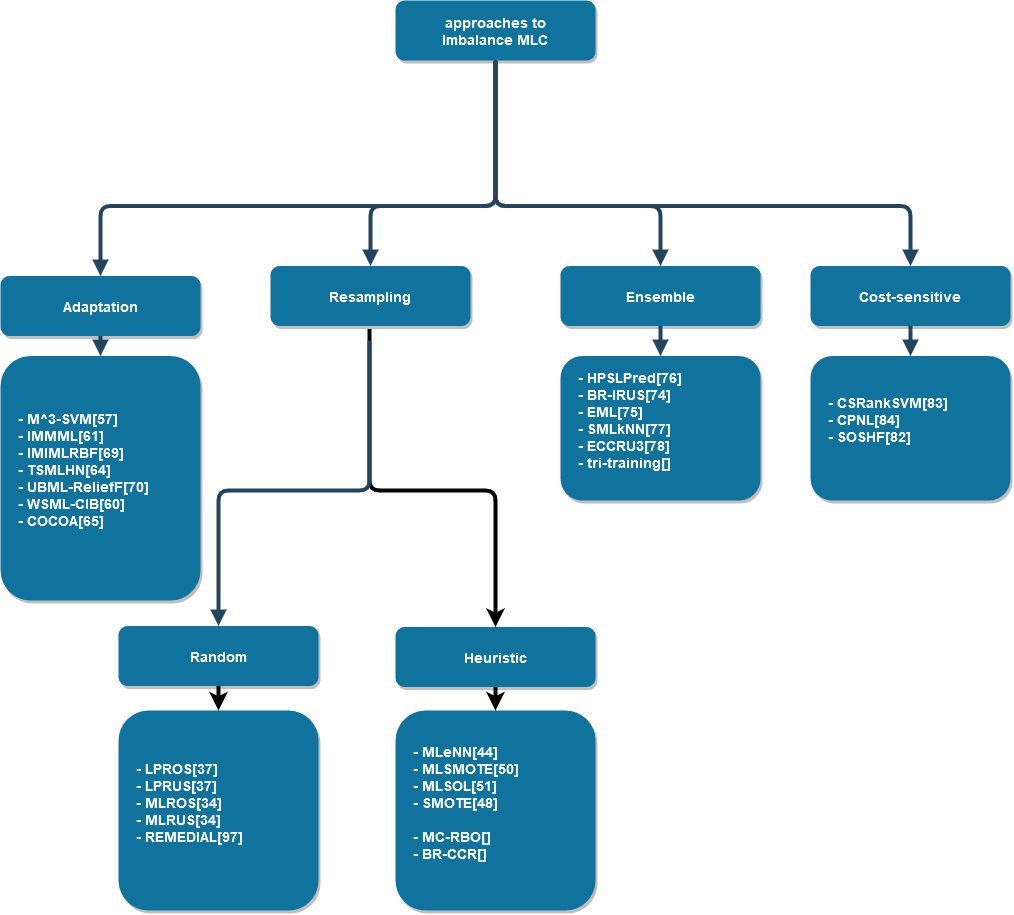 approaches to
Imbalance MLC
Adaptation
Resampling
Ensemble
Cost-sensitive
- M^3-SVM[57]
- IMMML[61]
- IMIMLRBF[69]
- TSMLHN[64]
- UBML-ReliefF[70]
- WSML-CIB[60]
- COCOA[65]
- HPSLPred[76]
- BR-IRUS[74]
- EML[75]
- SMLkNN[77]
- ECCRU3[78]
- tri-training[]
- CSRankSVM[83]
- CPNL[84]
- SOSHF[82]
Random
Heuristic
- LPROS[37]
- LPRUS[37]
- MLROS[34]
- MLRUS[34]
- REMEDIAL[97]
- MLeNN[44]
- MLSMOTE[50]
- MLSOL[51]
- SMOTE[48]
- MC-RBO[]
- BR-CCR[]